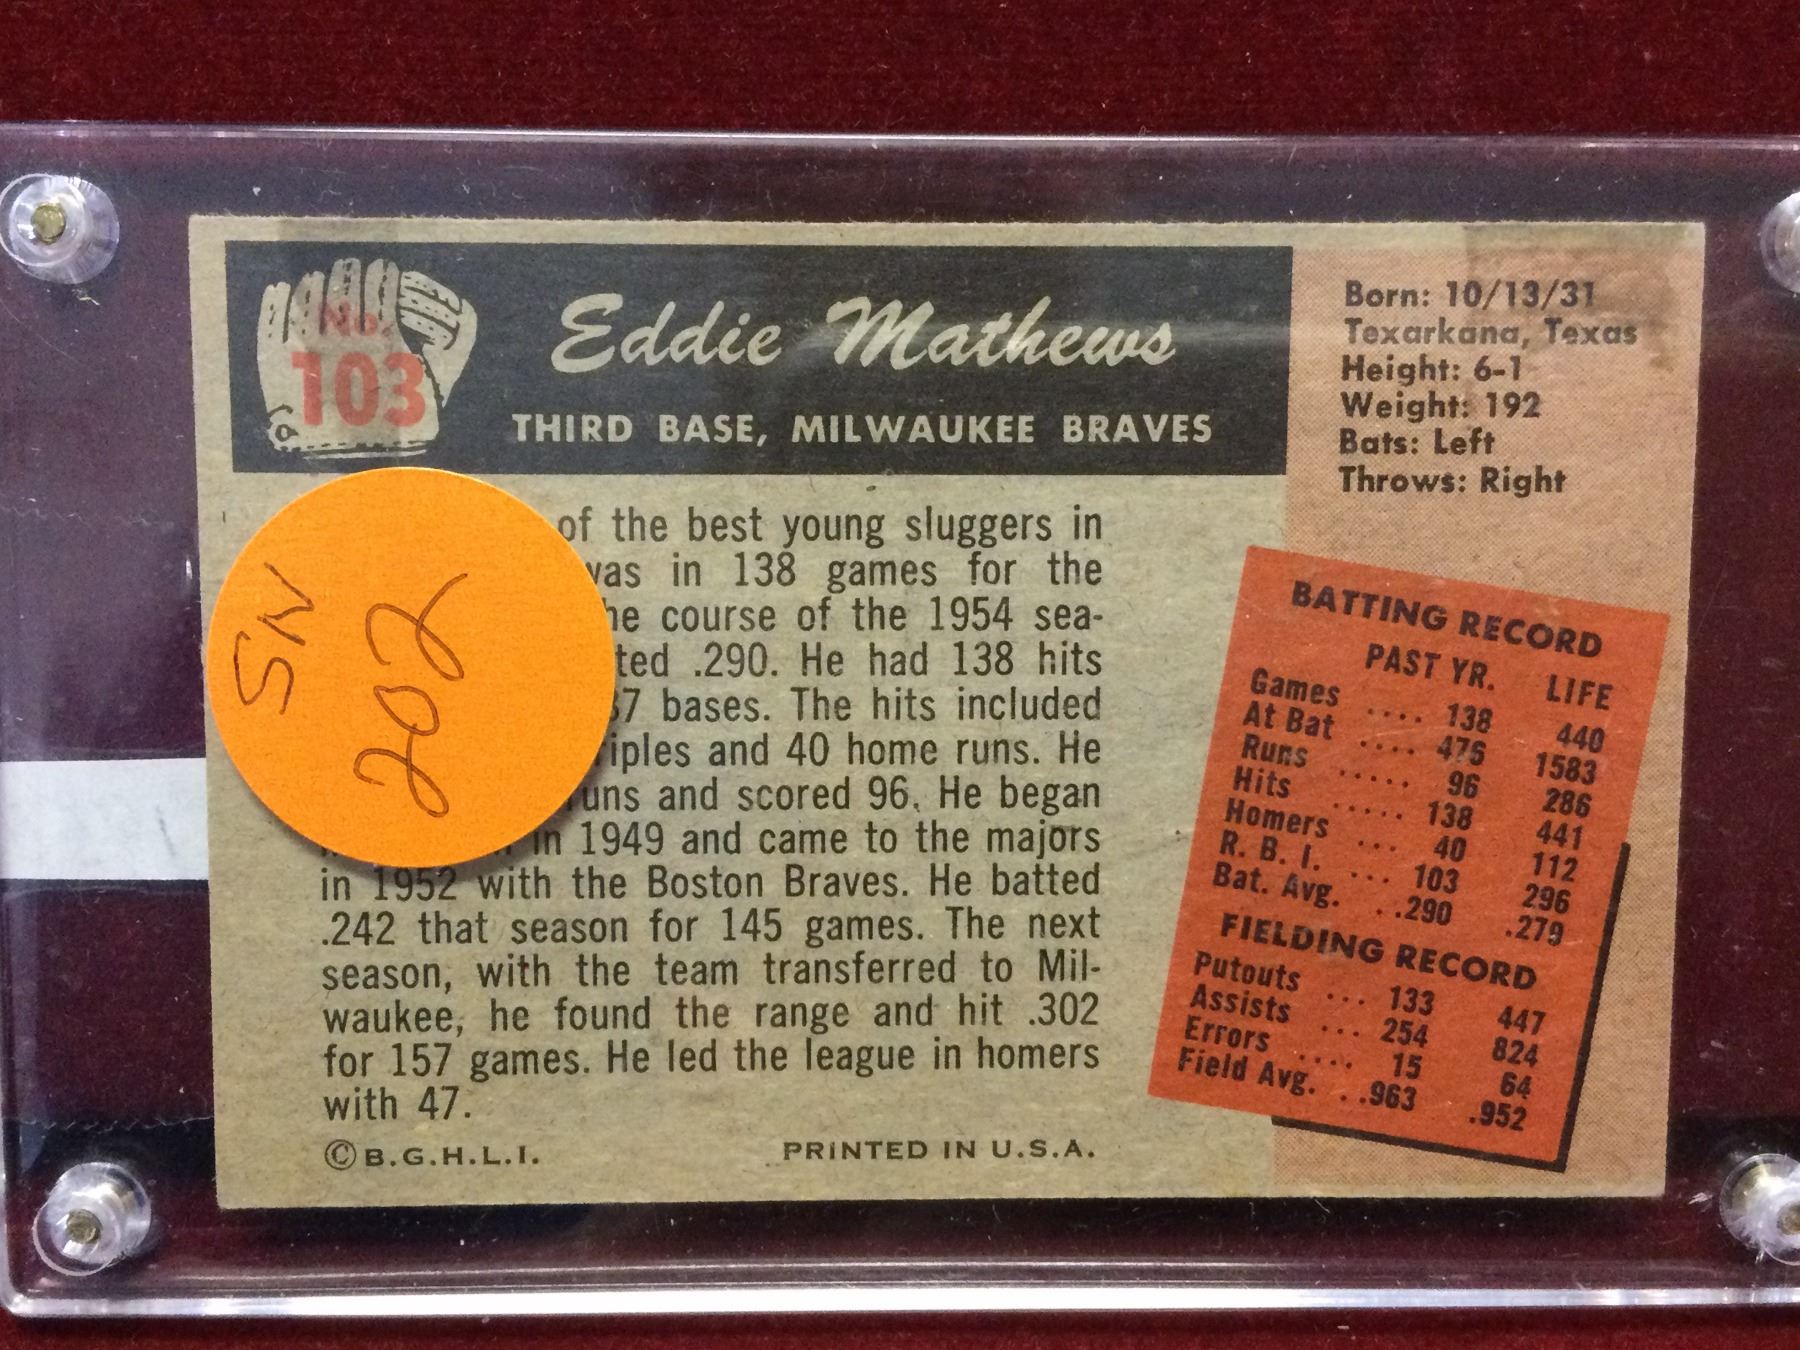 No.
103
Eddie Mathews
THIRD BASE, MILWAUKEE BRAVES
Born: 10/13/31
Texarkana, Texas
Height: 6-1
Weight: 192
Bats: Left
Throws: Right
SN
202
of the best young sluggers in
was in 138 games for the
course of the 1954 sea-
.290. He had 138 hits
bases. The hits included
and 40 home runs. He
runs and scored 96. He began
in 1949 and came to the majors
in 1952 with the Boston Braves. He batted
.242 that season for 145 games. The next
season, with the team transferred to Mil-
waukee, he found the range and hit .302
for 157 games. He led the league in homers
with 47.
© B.G.H.L.I. PRINTED IN U.S.A.
BATTING RECORD
PAST YR. LIFE
Games .... 138 440
At Bat .... 476 1583
Runs ..... 96 286
Hits ..... 138 441
Homers ... 40 112
R. B. I. ... 103 296
Bat. Avg. ..290 .279
FIELDING RECORD
Putouts ... 133 447
Assists ... 254 824
Errors .... 15 64
Field Avg. ..963 .952